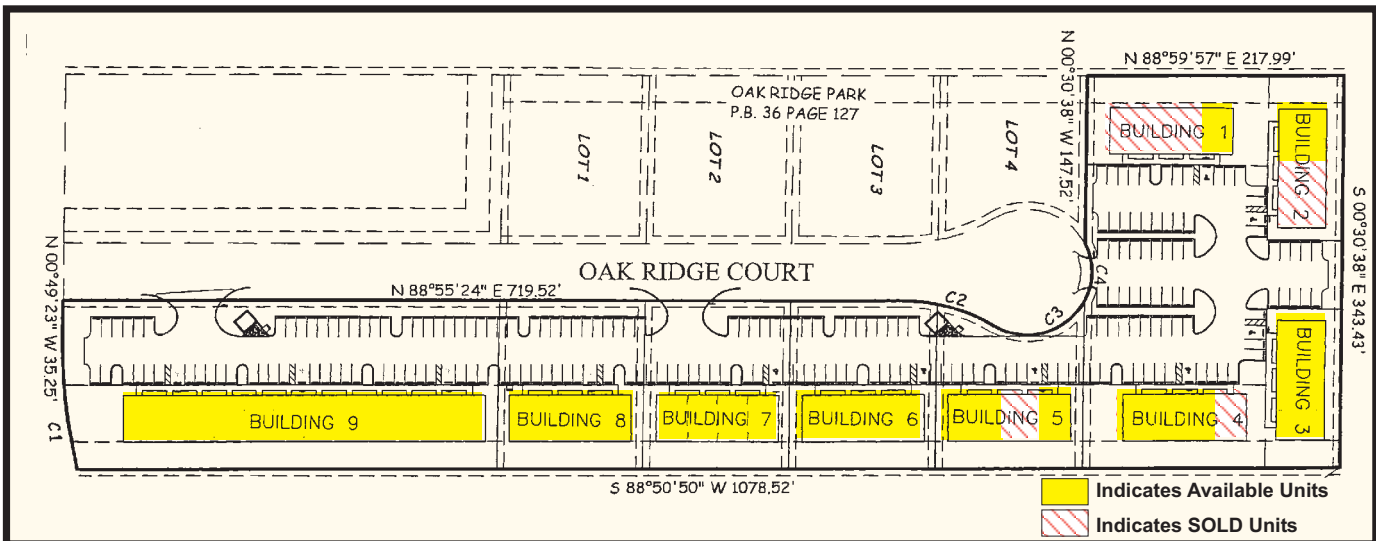 N 88°59'57" E 217.99'
N 00°30'38" W 147.52'
OAK RIDGE PARK
P.B. 36 PAGE 127
LOT 1
LOT 2
LOT 3
LOT 4
BUILDING 1
BUILDING 2
S 00°30'38" E 343.43'
OAK RIDGE COURT
N 88°55'24" E 719.52'
C2
C3
C4
N 00°49'23" W 35.25'
C1
BUILDING 9
BUILDING 8
BUILDING 7
BUILDING 6
BUILDING 5
BUILDING 4
BUILDING 3
S 88°50'50" W 1078.52'
Indicates Available Units
Indicates SOLD Units